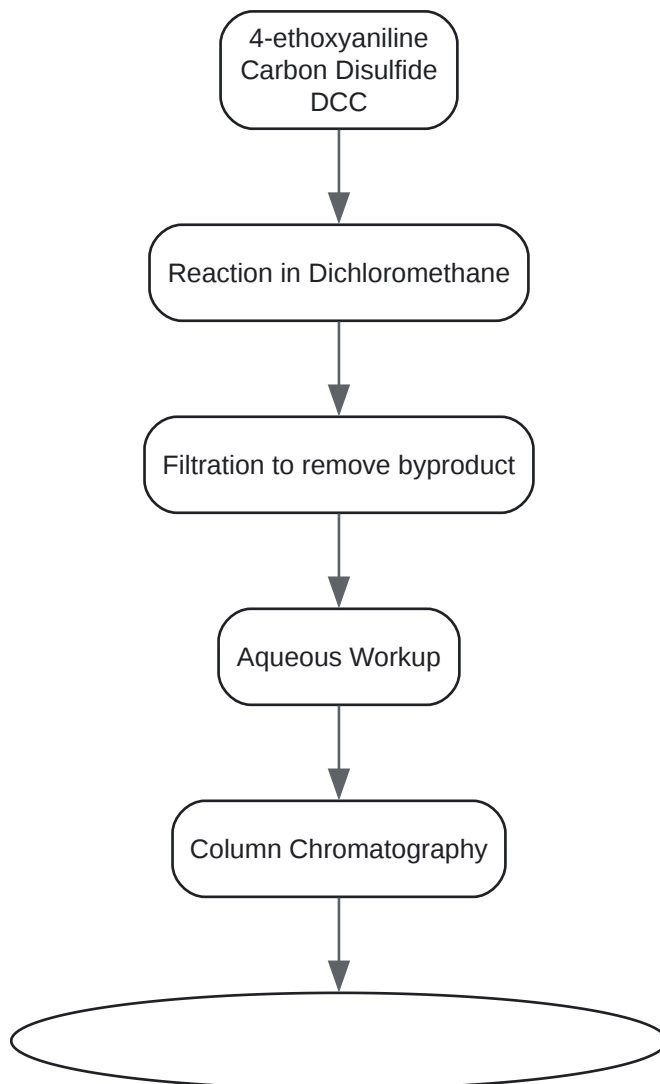 4-ethoxyaniline
Carbon Disulfide
DCC
Reaction in Dichloromethane
Filtration to remove byproduct
Aqueous Workup
Column Chromatography